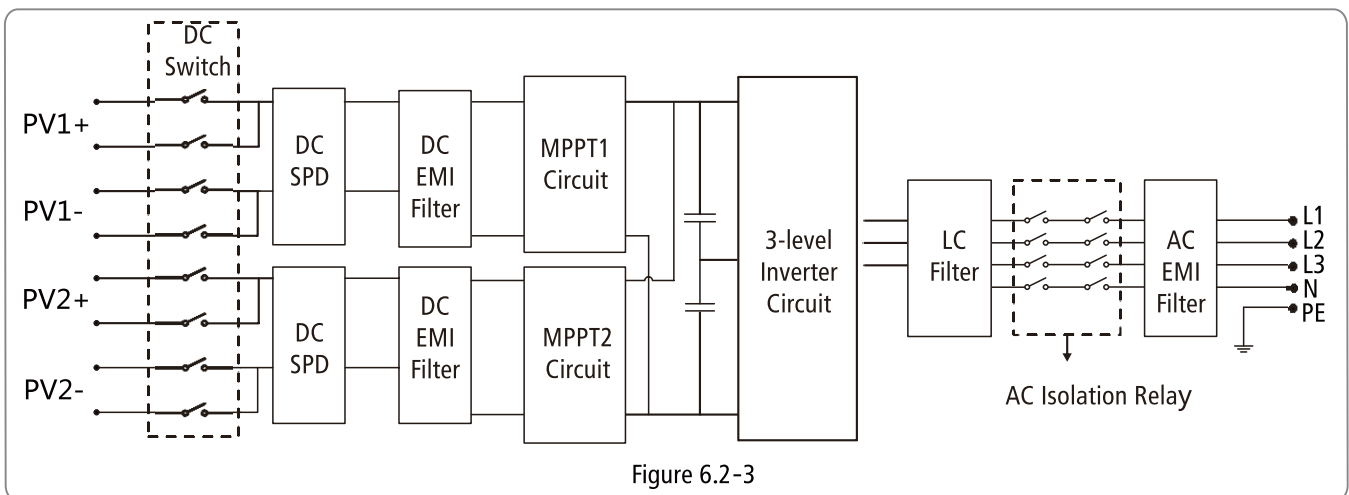 DC
Switch
PV1+
PV1-
PV2+
PV2-
DC
SPD
DC
EMI
Filter
MPPT1
Circuit
DC
SPD
DC
EMI
Filter
MPPT2
Circuit
3-level
Inverter
Circuit
LC
Filter
AC
EMI
Filter
L1
L2
L3
N
PE
AC Isolation Relay
Figure 6.2-3